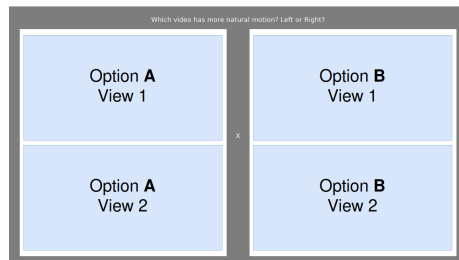 Which video has more natural motion? Left or Right?
Option A
View 1
Option B
View 1
X
Option A
View 2
Option B
View 2